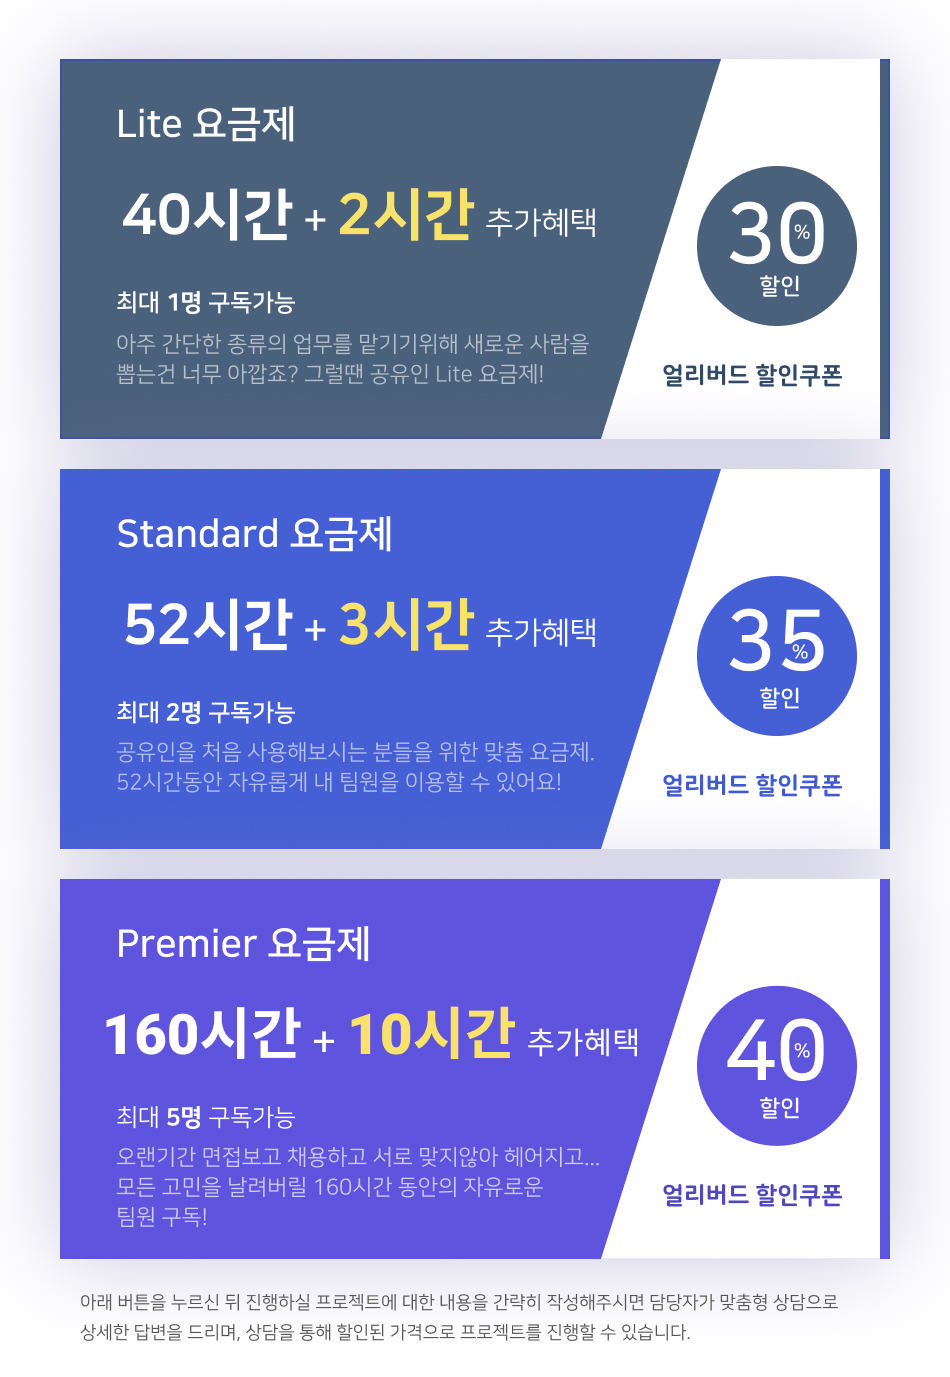 Lite 요금제
40시간 + 2시간 추가혜택
최대 1명 구독가능
아주 간단한 종류의 업무를 맡기기위해 새로운 사람을
뽑는건 너무 아깝죠? 그럴땐 공유인 Lite 요금제!
30%
할인
얼리버드 할인쿠폰
Standard 요금제
52시간 + 3시간 추가혜택
최대 2명 구독가능
공유인을 처음 사용해보시는 분들을 위한 맞춤 요금제.
52시간동안 자유롭게 내 팀원을 이용할 수 있어요!
35%
할인
얼리버드 할인쿠폰
Premier 요금제
160시간 + 10시간 추가혜택
최대 5명 구독가능
오랜기간 면접보고 채용하고 서로 맞지않아 헤어지고...
모든 고민을 날려버릴 160시간 동안의 자유로운
팀원 구독!
40%
할인
얼리버드 할인쿠폰
아래 버튼을 누르신 뒤 진행하실 프로젝트에 대한 내용을 간략히 작성해주시면 담당자가 맞춤형 상담으로
상세한 답변을 드리며, 상담을 통해 할인된 가격으로 프로젝트를 진행할 수 있습니다.